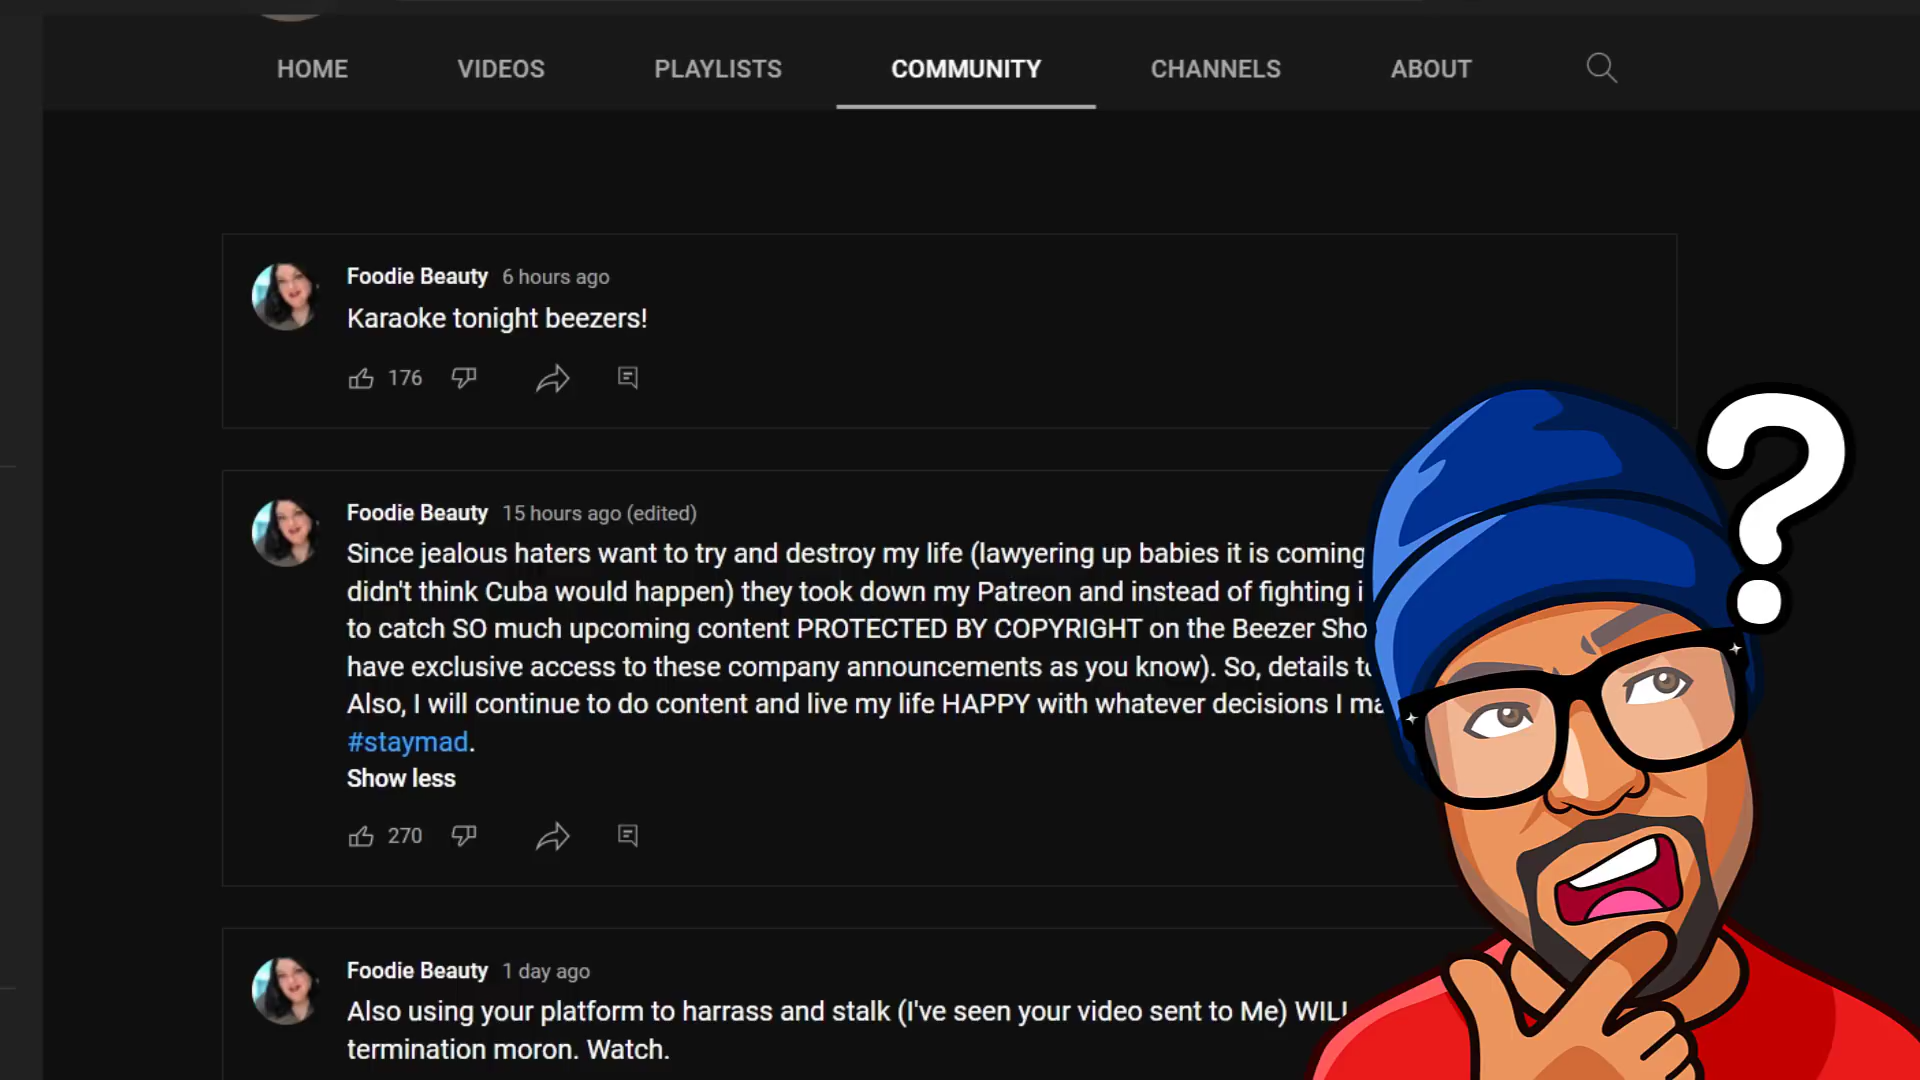 HOME VIDEOS PLAYLISTS COMMUNITY CHANNELS ABOUT
Foodie Beauty 6 hours ago
Karaoke tonight beezers!
176
Foodie Beauty 15 hours ago (edited)
Since jealous haters want to try and destroy my life (lawyering up babies it is coming
didn't think Cuba would happen) they took down my Patreon and instead of fighting
to catch SO much upcoming content PROTECTED BY COPYRIGHT on the Beezer
have exclusive access to these company announcements as you know). So, details
Also, I will continue to do content and live my life HAPPY with whatever decisions I
#staymad.
Show less
270
Foodie Beauty 1 day ago
Also using your platform to harrass and stalk (I've seen your video sent to Me)
termination moron. Watch.
?